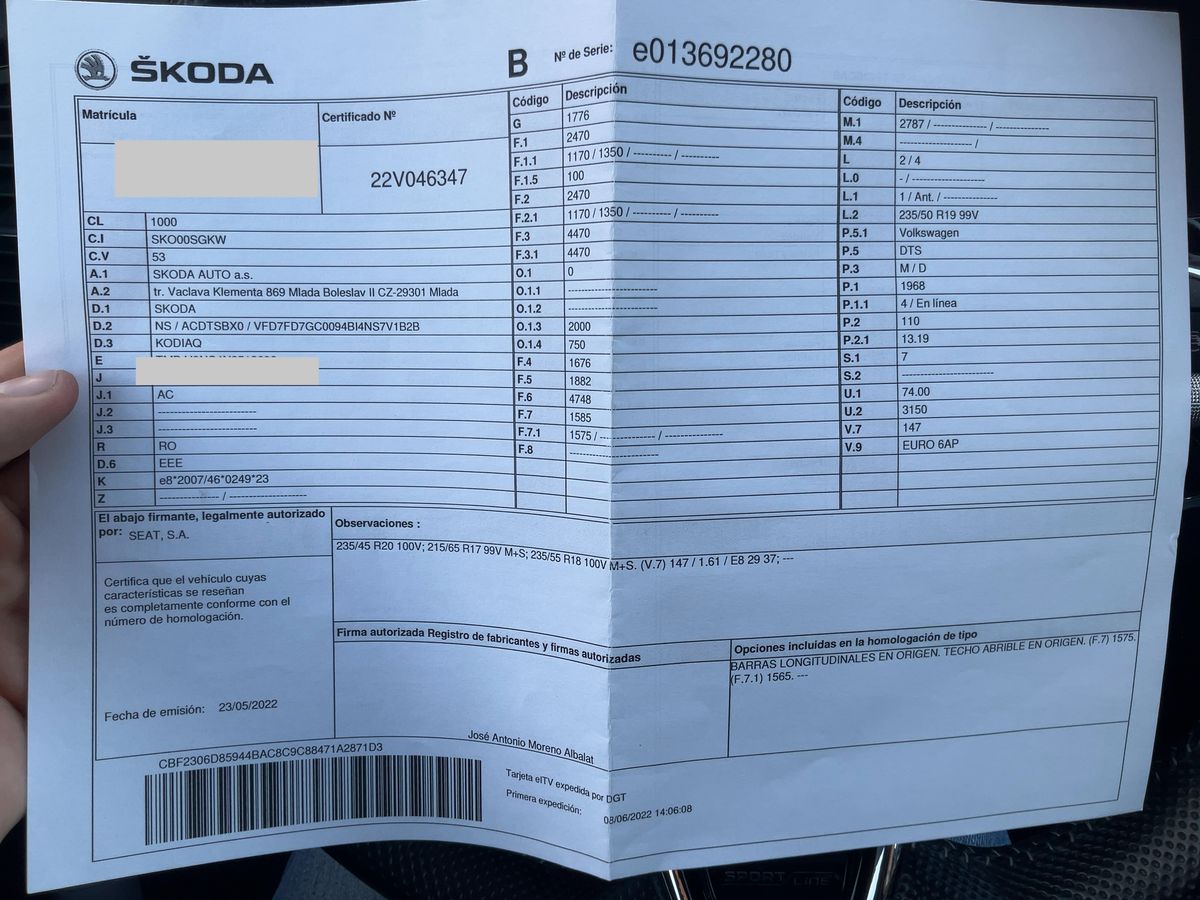 ŠKODA
B Nº de Serie: e013692280
Matrícula
Certificado Nº
22V046347
CL 1000
C.I SKO00SGKW
C.V 53
A.1 SKODA AUTO a.s.
A.2 tr. Vaclava Klementa 869 Mlada Boleslav II CZ-29301 Mlada
D.1 SKODA
D.2 NS / ACDTSBX0 / VFD7FD7GC0094BI4NS7V1B2B
D.3 KODIAQ
E
J
J.1 AC
J.2 -------------------------
J.3 -------------------------
R RO
D.6 EEE
K e8*2007/46*0249*23
Z --------------- / --------------------
Código Descripción
G 1776
F.1 2470
F.1.1 1170 / 1350 / ---------- / ----------
F.1.5 100
F.2 2470
F.2.1 1170 / 1350 / ---------- / ----------
F.3 4470
F.3.1 4470
O.1 0
O.1.1 -----------------------
O.1.2 -----------------------
O.1.3 2000
O.1.4 750
F.4 1676
F.5 1882
F.6 4748
F.7 1585
F.7.1 1575 / --------------- / ---------------
F.8 -----------------------
Código Descripción
M.1 2787 / --------------- / ---------------
M.4 -------------------- /
L 2 / 4
L.0 - / --------------------
L.1 1 / Ant. / ---------------
L.2 235/50 R19 99V
P.5.1 Volkswagen
P.5 DTS
P.3 M / D
P.1 1968
P.1.1 4 / En línea
P.2 110
P.2.1 13.19
S.1 7
S.2 -------------------------
U.1 74.00
U.2 3150
V.7 147
V.9 EURO 6AP
El abajo firmante, legalmente autorizado
por: SEAT, S.A.
Certifica que el vehículo cuyas
características se reseñan
es completamente conforme con el
número de homologación.
Fecha de emisión: 23/05/2022
Observaciones :
235/45 R20 100V; 215/65 R17 99V M+S; 235/55 R18 100V M+S. (V.7) 147 / 1.61 / E8 29 37; ---
Firma autorizada Registro de fabricantes y firmas autorizadas
José Antonio Moreno Albalat
Opciones incluidas en la homologación de tipo
BARRAS LONGITUDINALES EN ORIGEN. TECHO ABRIBLE EN ORIGEN. (F.7) 1575.
(F.7.1) 1565. ---
CBF2306D85944BAC8C9C88471A2871D3
Tarjeta eITV expedida por DGT
Primera expedición: 08/06/2022 14:06:08
SPORTLINE